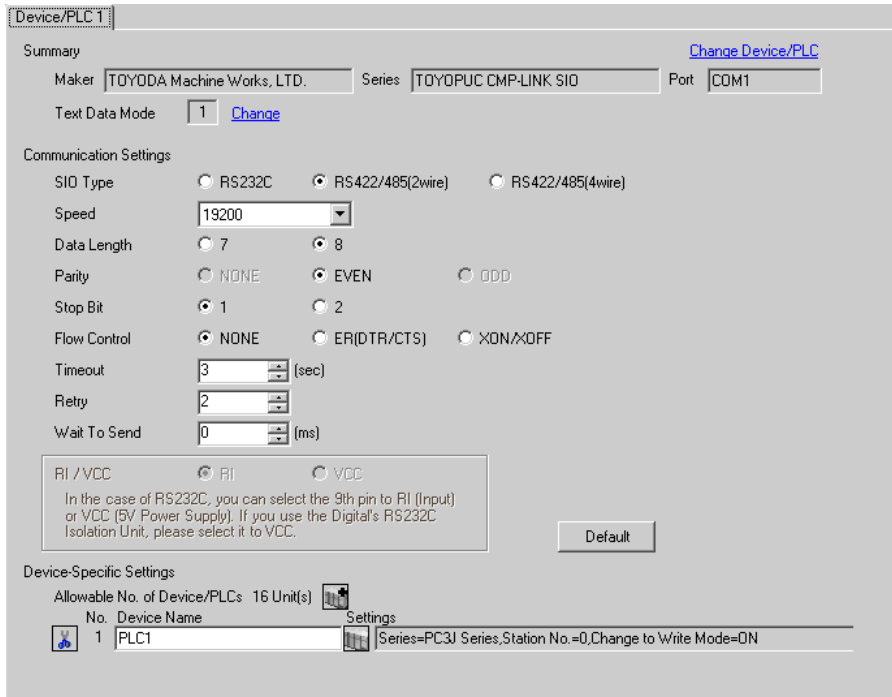 Device/PLC 1
Summary
Change Device/PLC
Maker TOYODA Machine Works, LTD. Series TOYOPUC CMP-LINK SIO Port COM1
Text Data Mode 1 Change
Communication Settings
SIO Type RS232C RS422/485(2wire) RS422/485(4wire)
Speed 19200
Data Length 7 8
Parity NONE EVEN ODD
Stop Bit 1 2
Flow Control NONE ER(DTR/CTS) XON/XOFF
Timeout 3 (sec)
Retry 2
Wait To Send 0 (ms)
RI / VCC RI VCC
In the case of RS232C, you can select the 9th pin to RI (Input)
or VCC (5V Power Supply). If you use the Digital's RS232C
Isolation Unit, please select it to VCC.
Default
Device-Specific Settings
Allowable No. of Device/PLCs 16 Unit(s)
No. Device Name Settings
1 PLC1 Series=PC3J Series,Station No.=0,Change to Write Mode=ON